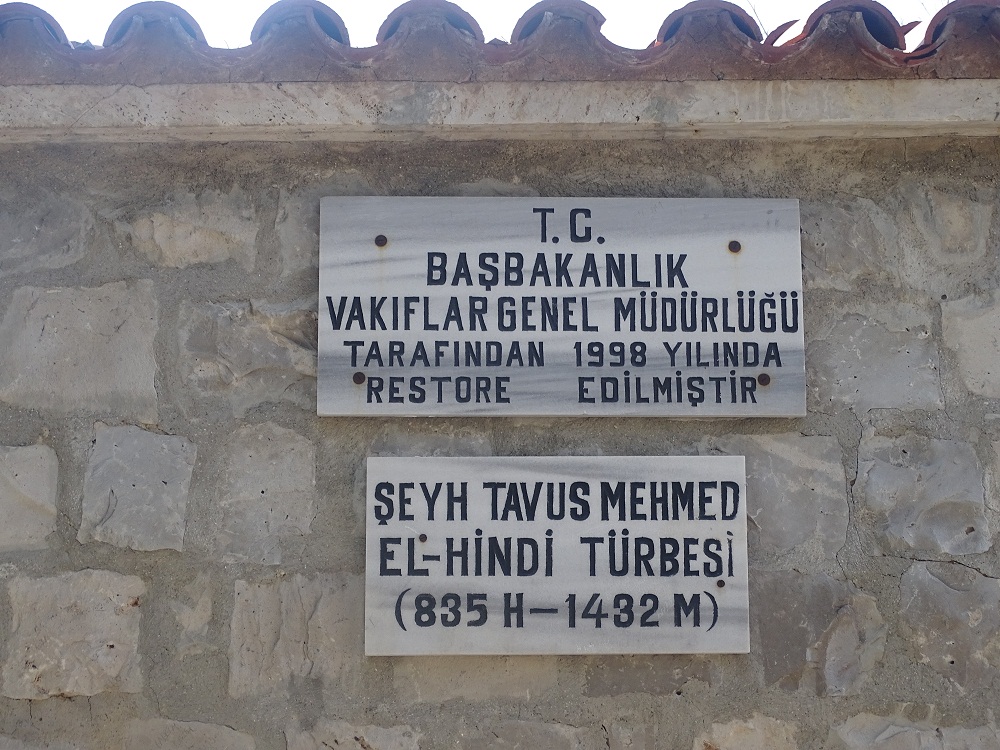 T.C.
BAŞBAKANLIK
VAKIFLAR GENEL MÜDÜRLÜĞÜ
TARAFINDAN 1998 YILINDA
RESTORE EDİLMİŞTİR
ŞEYH TAVUS MEHMED
EL-HİNDİ TÜRBESİ
(835 H-1432 M)